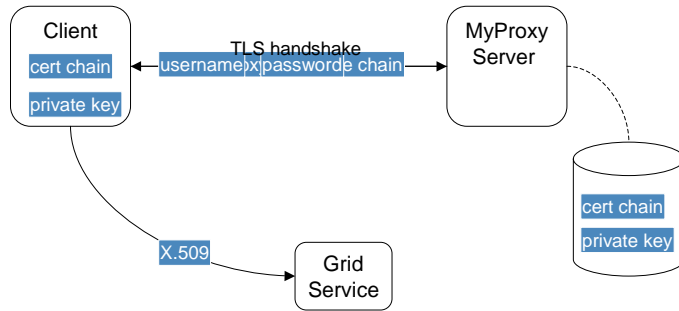 Client
cert chain
private key
TLS handshake
username
password
chain
MyProxy
Server
cert chain
private key
X.509
Grid
Service